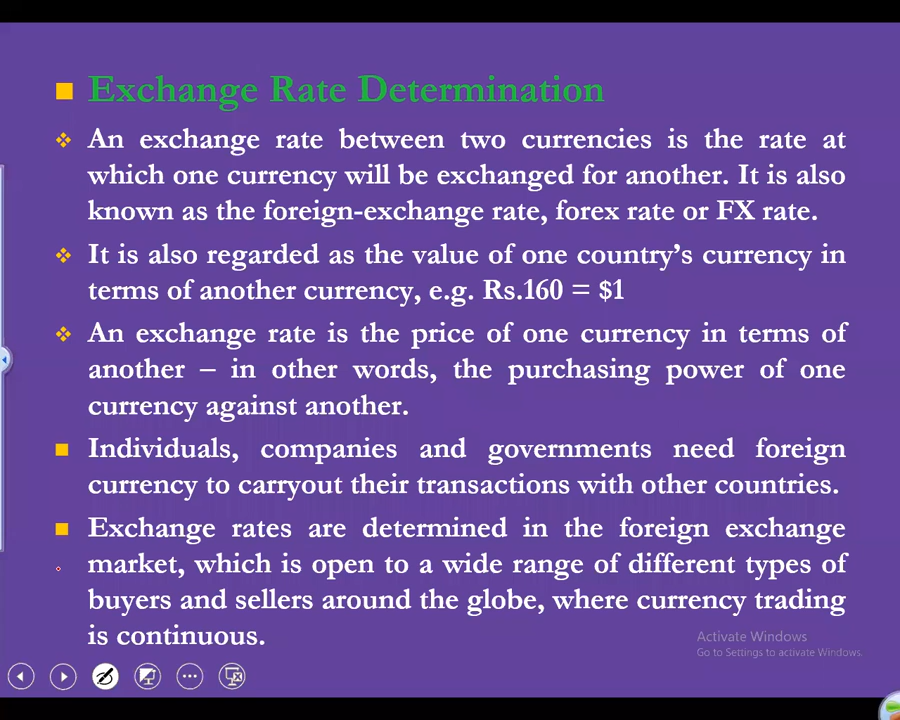 Exchange Rate Determination
An exchange rate between two currencies is the rate at
which one currency will be exchanged for another. It is also
known as the foreign-exchange rate, forex rate or FX rate.
It is also regarded as the value of one country’s currency in
terms of another currency, e.g. Rs.160 = $1
An exchange rate is the price of one currency in terms of
another – in other words, the purchasing power of one
currency against another.
Individuals, companies and governments need foreign
currency to carryout their transactions with other countries.
Exchange rates are determined in the foreign exchange
market, which is open to a wide range of different types of
buyers and sellers around the globe, where currency trading
is continuous.
Activate Windows
Go to Settings to activate Windows.